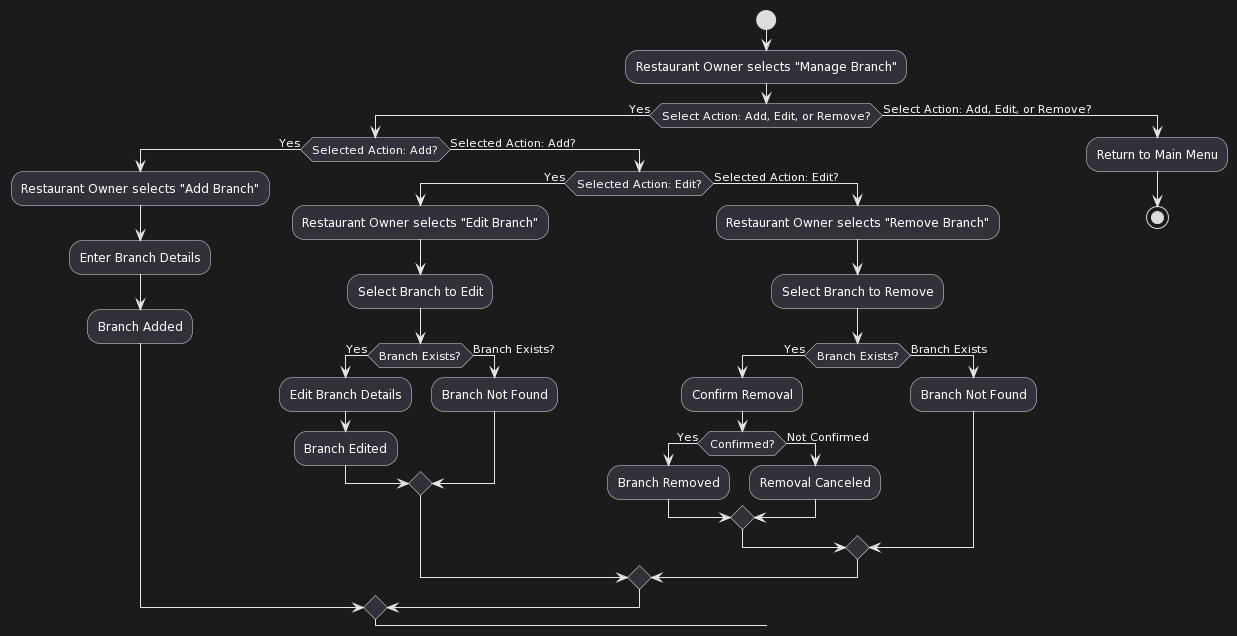 Restaurant Owner selects "Manage Branch"
Yes
Select Action: Add, Edit, or Remove?
Select Action: Add, Edit, or Remove?
Yes
Selected Action: Add?
Selected Action: Add?
Return to Main Menu
Restaurant Owner selects "Add Branch"
Yes
Selected Action: Edit?
Selected Action: Edit?
Enter Branch Details
Restaurant Owner selects "Edit Branch"
Restaurant Owner selects "Remove Branch"
Branch Added
Select Branch to Edit
Select Branch to Remove
Yes
Branch Exists?
Branch Exists?
Yes
Branch Exists?
Branch Exists
Edit Branch Details
Branch Not Found
Confirm Removal
Branch Not Found
Branch Edited
Yes
Confirmed?
Not Confirmed
Branch Removed
Removal Canceled